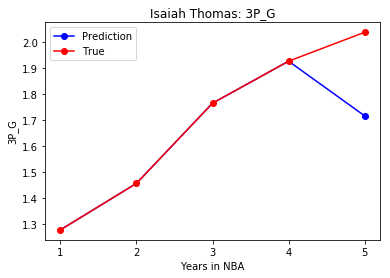 Isaiah Thomas: 3P_G
Prediction
True
2.0
1.9
1.8
1.7
1.6
1.5
1.4
1.3
3P_G
1 2 3 4 5
Years in NBA